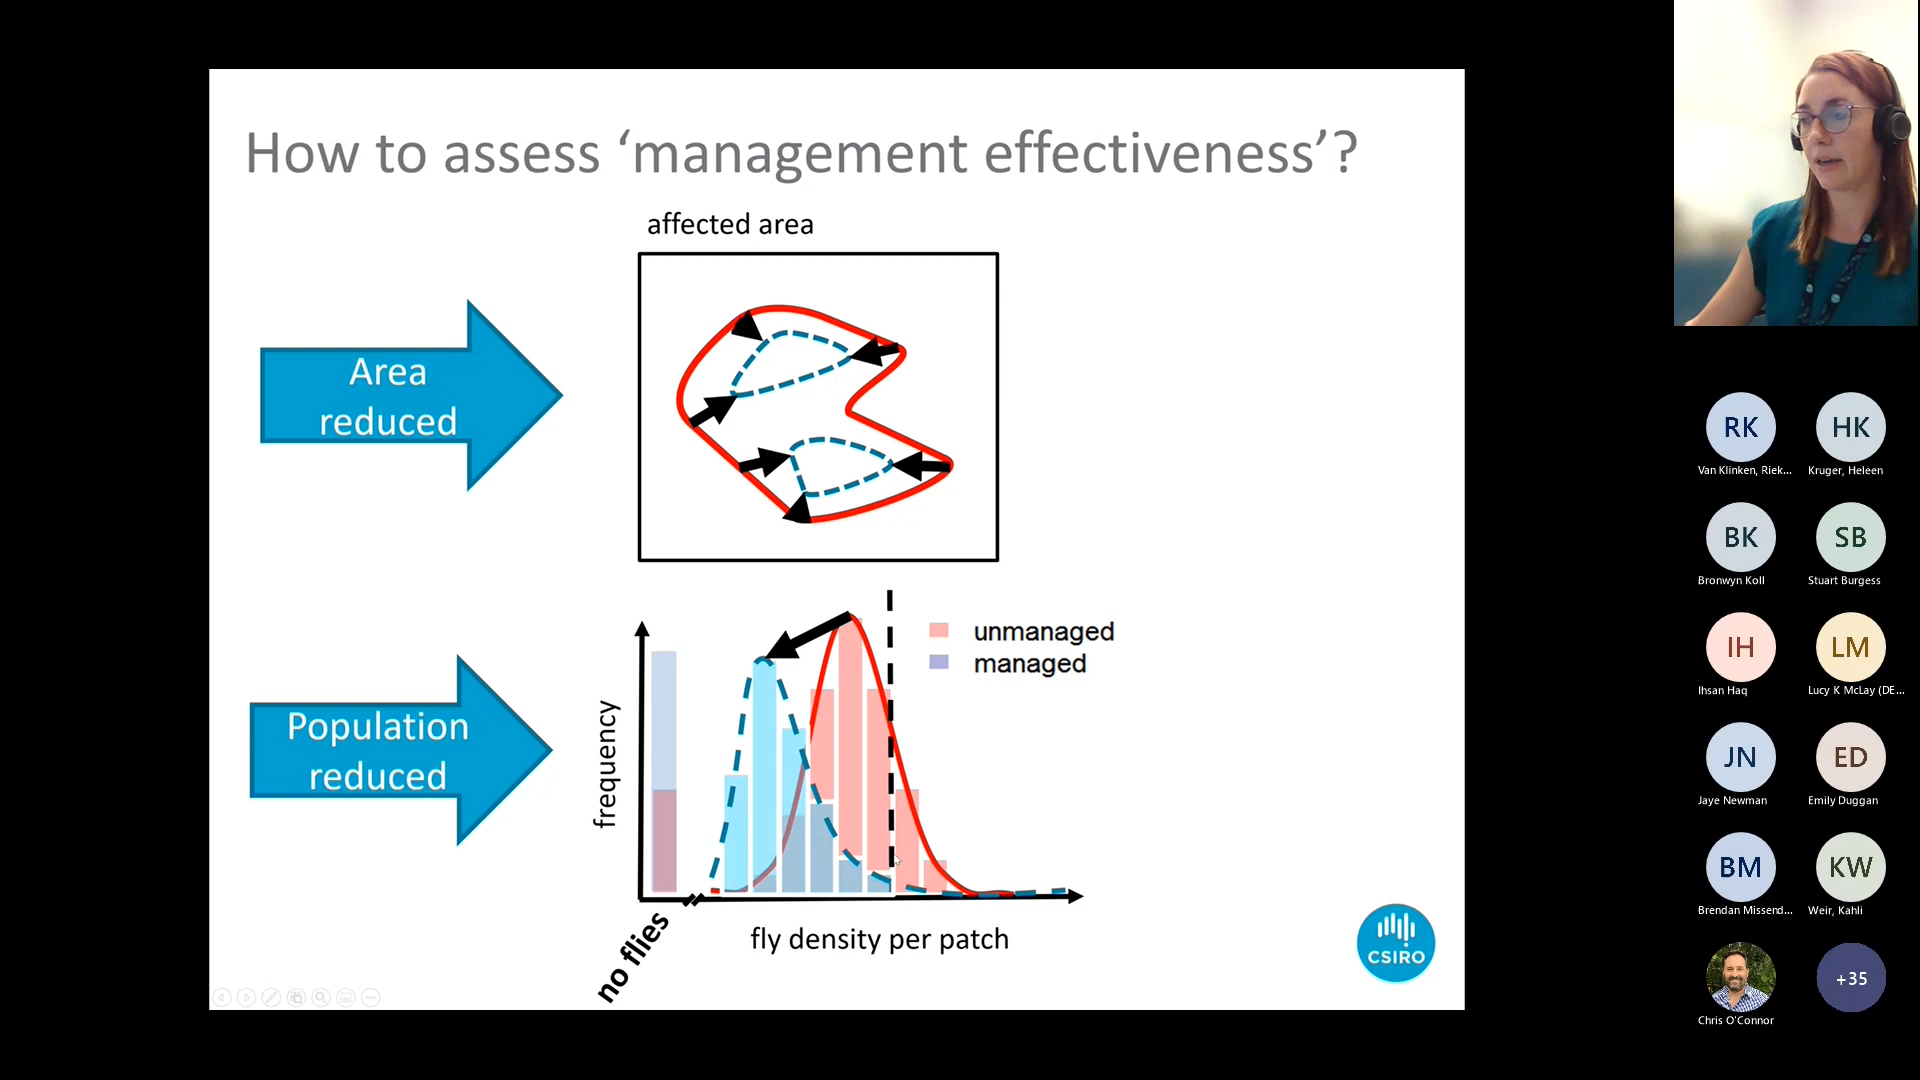 How to assess ‘management effectiveness’?
affected area
Area
reduced
Population
reduced
unmanaged
managed
frequency
no flies
fly density per patch
CSIRO
RK
HK
Van Klinken, Riek...
Kruger, Heleen
BK
SB
Bronwyn Koll
Stuart Burgess
IH
LM
Ihsan Haq
Lucy K McLay (DE...
JN
ED
Jaye Newman
Emily Duggan
BM
KW
Brendan Missend...
Weir, Kahli
+35
Chris O'Connor